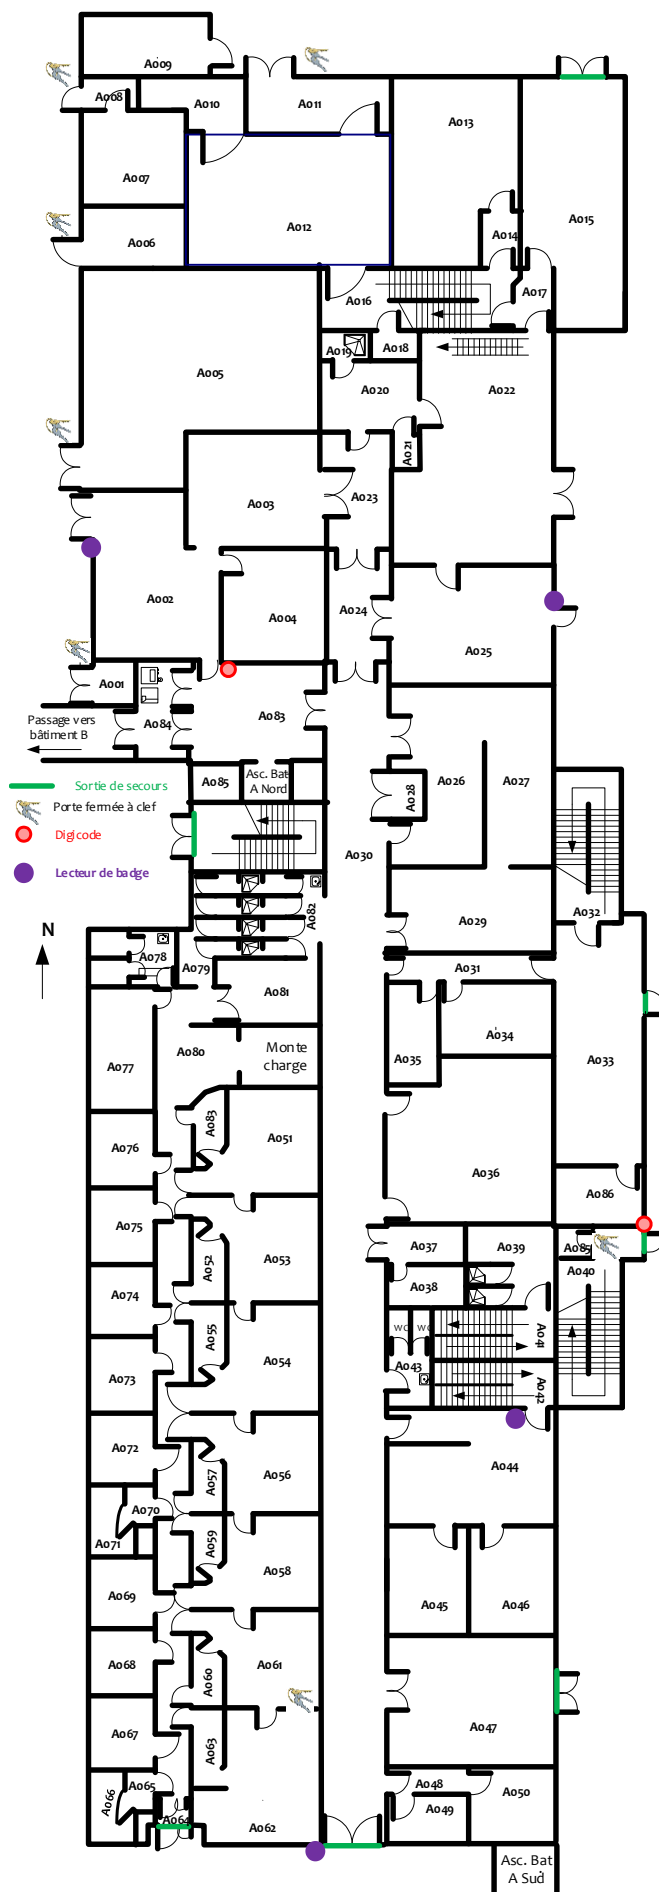 A009
A008
A010
A011
A013
A007
A015
A012
A014
A006
A017
A016
A019
A018
A005
A020
A022
A021
A003
A023
A002
A004
A024
A025
A001
A083
Passage vers
bâtiment B
A084
A085
Asc. Bat
A Nord
A026
A027
A028
Sortie de secours
Porte fermée à clef
Digicode
Lecteur de badge
A030
A032
A082
A029
N
A078
A079
A031
A081
A034
A080
Monte
charge
A035
A033
A077
A083
A051
A076
A036
A086
A075
A052
A053
A037
A039
A085
A040
A074
A038
A055
A054
wc
wc
A041
A073
A043
A042
A072
A044
A057
A056
A070
A071
A059
A058
A069
A045
A046
A068
A060
A061
A067
A063
A047
A065
A066
A048
A050
A064
A062
A049
Asc. Bat
A Sud